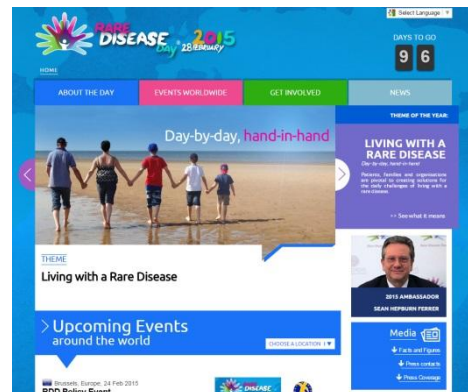 Select Language
RARE
DISEASE
Day 28 February 2015
DAYS TO GO
96
HOME
ABOUT THE DAY
EVENTS WORLDWIDE
GET INVOLVED
NEWS
THEME OF THE YEAR:
Day-by-day, hand-in-hand
LIVING WITH A
RARE DISEASE
Day-by-day, hand-in-hand
Patients, families and organisations
are pivotal to creating solutions for
the daily challenges of living with a
rare disease.
>> See what it means
THEME
Living with a Rare Disease
2015 AMBASSADOR
SEAN HEPBURN FERRER
> Upcoming Events
around the world
CHOOSE A LOCATION
Media
Facts and Figures
Press contacts
Press Coverage
Brussels, Europe, 24 Feb 2015
RDD Policy Event
DISEASE